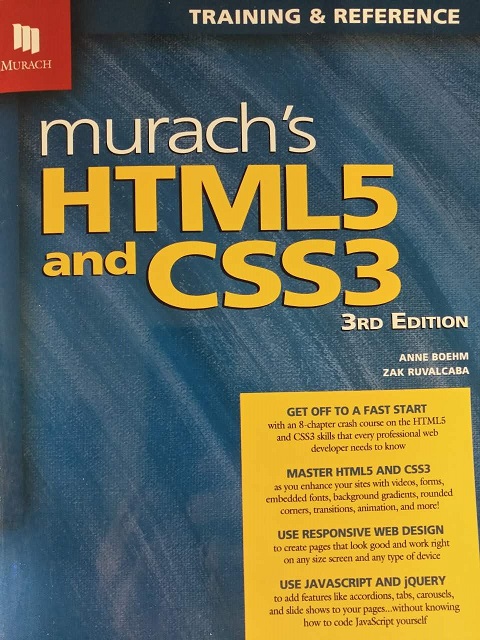 TRAINING & REFERENCE
MURACH
murach's
HTML5
and CSS3
3RD EDITION
ANNE BOEHM
ZAK RUVALCABA
GET OFF TO A FAST START
with an 8-chapter crash course on the HTML5
and CSS3 skills that every professional web
developer needs to know
MASTER HTML5 AND CSS3
as you enhance your sites with videos, forms,
embedded fonts, background gradients, rounded
corners, transitions, animation, and more!
USE RESPONSIVE WEB DESIGN
to create pages that look good and work right
on any size screen and any type of device
USE JAVASCRIPT AND jQUERY
to add features like accordions, tabs, carousels,
and slide shows to your pages...without knowing
how to code JavaScript yourself